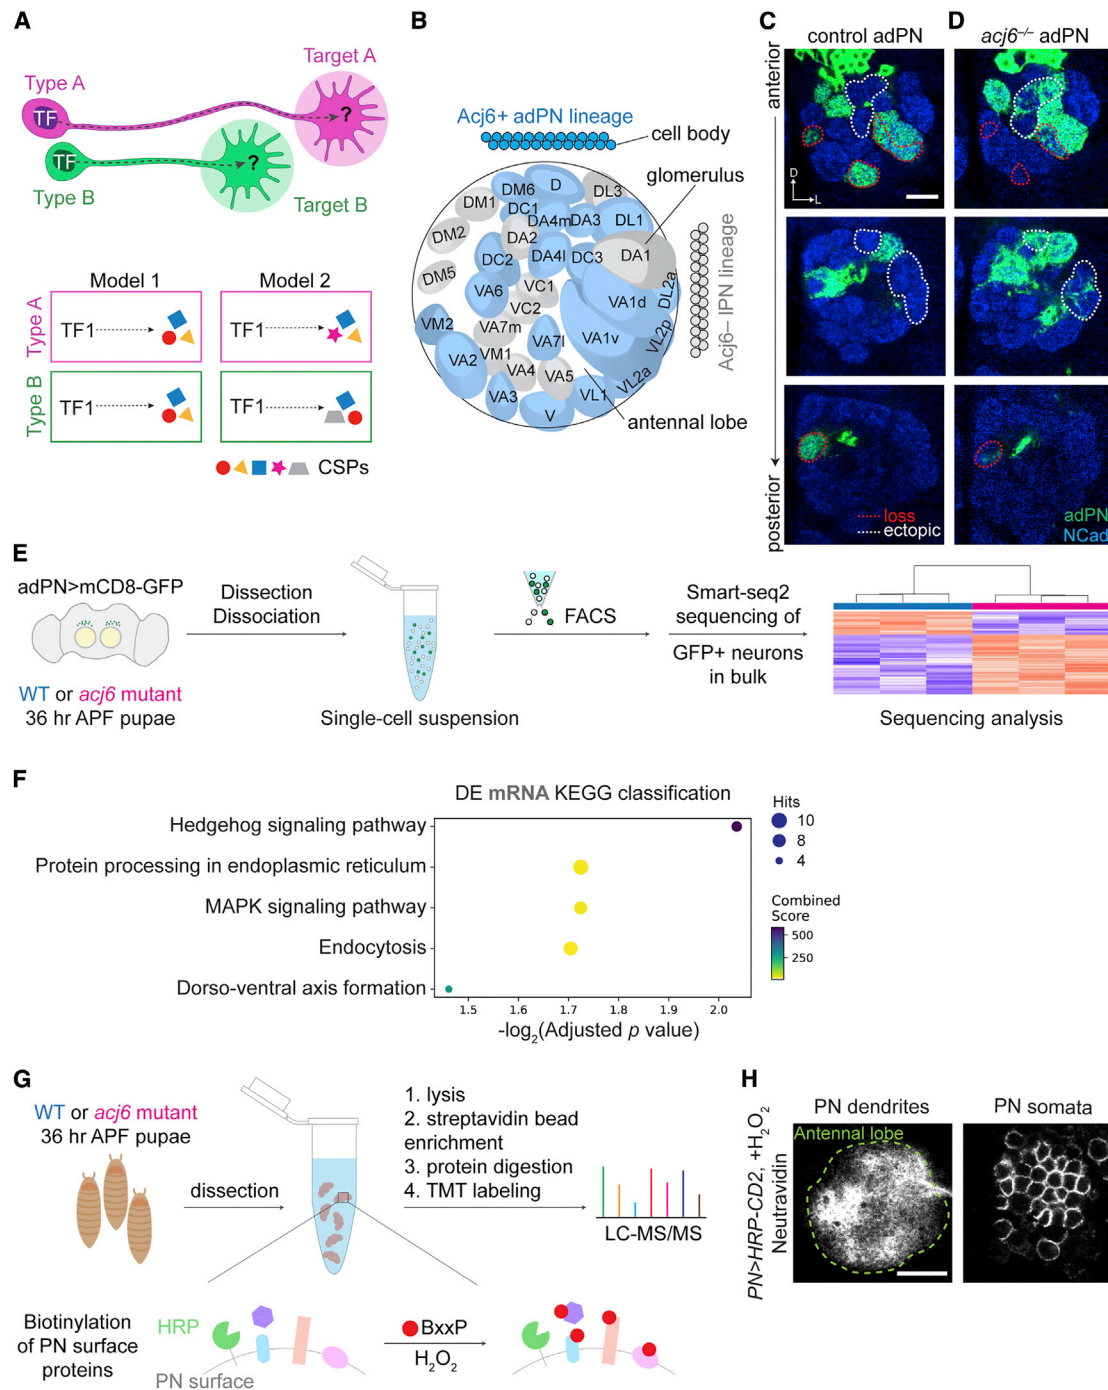 A
Type A
Target A
TF
?
TF
?
Type B
Target B
Model 1
Model 2
Type A
TF1
TF1
Type B
TF1
TF1
CSPs
B
Acj6+ adPN lineage
cell body
glomerulus
Acj6– lPN lineage
antennal lobe
DM6
D
DL3
DM1
DC1
DA4m
DA3
DL1
DM2
DA2
DC2
DA4l
DC3
DA1
DM5
VA6
VC1
VA1d
DL2a
VC2
VM2
VA7m
VA7l
VA1v
VL2p
VA2
VM1
VA4
VA5
VL2a
VA3
V
VL1
C
control adPN
D
acj6–/– adPN
anterior
posterior
D
L
loss
ectopic
adPN
NCad
E
adPN>mCD8-GFP
WT or acj6 mutant
36 hr APF pupae
Dissection
Dissociation
Single-cell suspension
FACS
Smart-seq2
sequencing of
GFP+ neurons
in bulk
Sequencing analysis
F
DE mRNA KEGG classification
Hedgehog signaling pathway
Protein processing in endoplasmic reticulum
MAPK signaling pathway
Endocytosis
Dorso-ventral axis formation
1.5 1.6 1.7 1.8 1.9 2.0
-log2(Adjusted p value)
Hits
10
8
4
Combined
Score
500
250
G
WT or acj6 mutant
36 hr APF pupae
dissection
1. lysis
2. streptavidin bead
enrichment
3. protein digestion
4. TMT labeling
LC-MS/MS
Biotinylation
of PN surface
proteins
HRP
PN surface
BxxP
H2O2
H
PN dendrites
PN somata
Antennal lobe
PN>HRP-CD2, +H2O2
Neutravidin